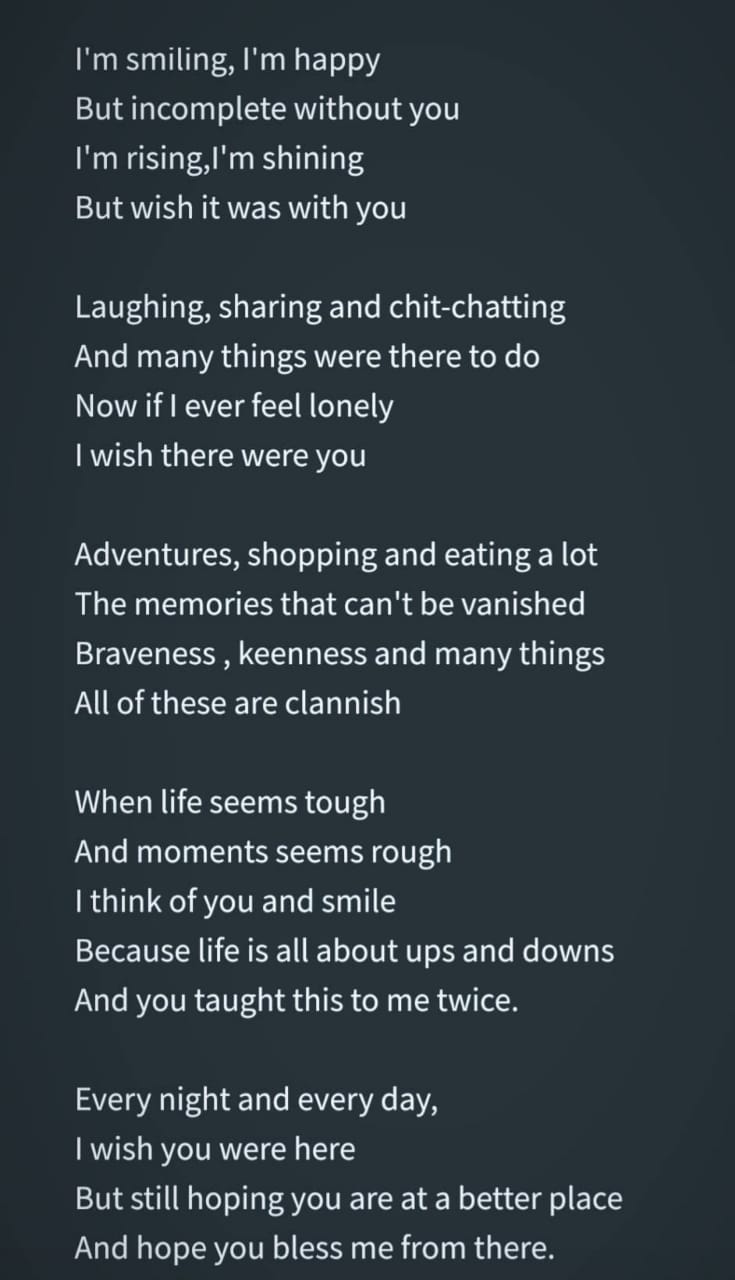 I'm smiling, I'm happy
But incomplete without you
I'm rising,I'm shining
But wish it was with you

Laughing, sharing and chit-chatting
And many things were there to do
Now if I ever feel lonely
I wish there were you

Adventures, shopping and eating a lot
The memories that can't be vanished
Braveness , keenness and many things
All of these are clannish

When life seems tough
And moments seems rough
I think of you and smile
Because life is all about ups and downs
And you taught this to me twice.

Every night and every day,
I wish you were here
But still hoping you are at a better place
And hope you bless me from there.